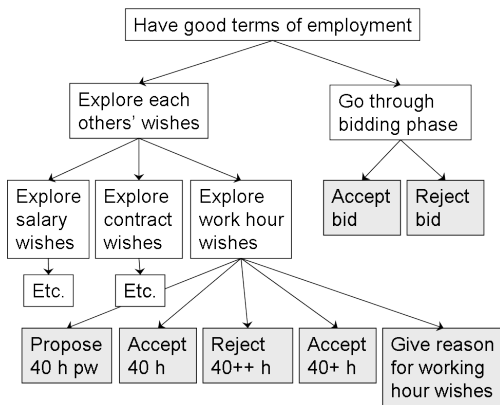 Have good terms of employment
Explore each
others' wishes
Go through
bidding phase
Explore
salary
wishes
Explore
contract
wishes
Explore
work hour
wishes
Accept
bid
Reject
bid
Etc.
Etc.
Propose
40 h pw
Accept
40 h
Reject
40++ h
Accept
40+ h
Give reason
for working
hour wishes